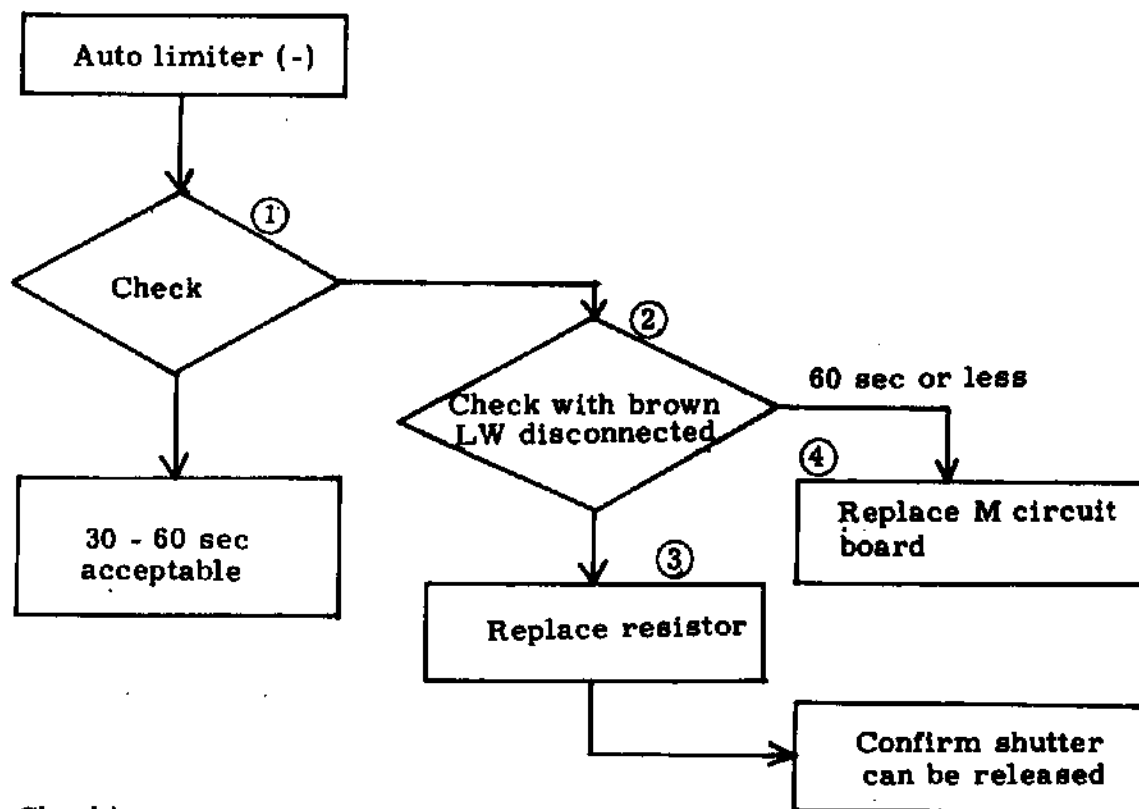 Auto limiter (-)
①
Check
②
Check with brown
LW disconnected
60 sec or less
④
Replace M circuit
board
30 - 60 sec
acceptable
③
Replace resistor
Confirm shutter
can be released